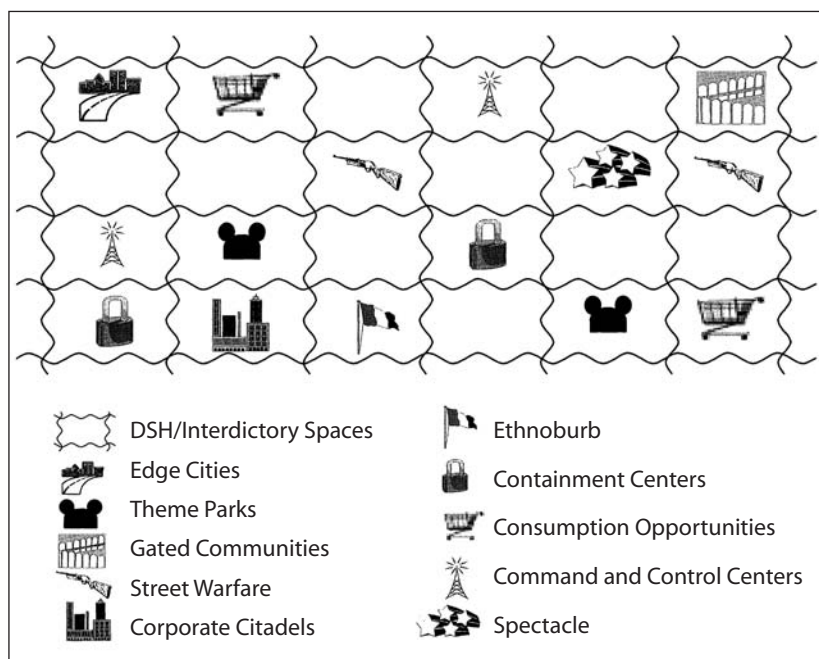 DSH/Interdictory Spaces
Edge Cities
Theme Parks
Gated Communities
Street Warfare
Corporate Citadels
Ethnoburb
Containment Centers
Consumption Opportunities
Command and Control Centers
Spectacle